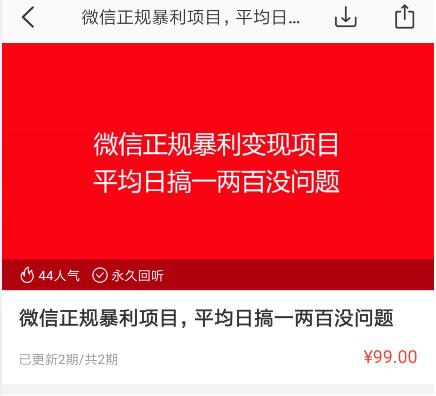 微信正规暴利项目，平均日...
微信正规暴利变现项目
平均日搞一两百没问题
44人气 永久回听
微信正规暴利项目，平均日搞一两百没问题
已更新2期/共2期 ¥99.00